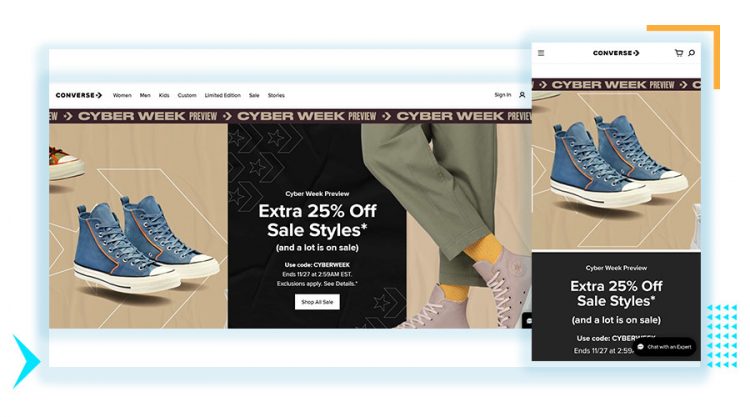 CONVERSE
Women Men Kids Custom Limited Edition Sale Stories
Sign In
CYBER WEEK PREVIEW CYBER WEEK PREVIEW CYBER WEEK
Cyber Week Preview
Extra 25% Off
Sale Styles*
(and a lot is on sale)
Use code: CYBERWEEK
Ends 11/27 at 2:59AM EST.
Exclusions apply. See Details.*
Shop All Sale
CONVERSE
CYBER WEEK PREVIEW
Cyber Week Preview
Extra 25% Off
Sale Styles*
(and a lot is on sale)
Use code: CYBERWEEK
Ends 11/27 at 2:59
Chat with an Expert